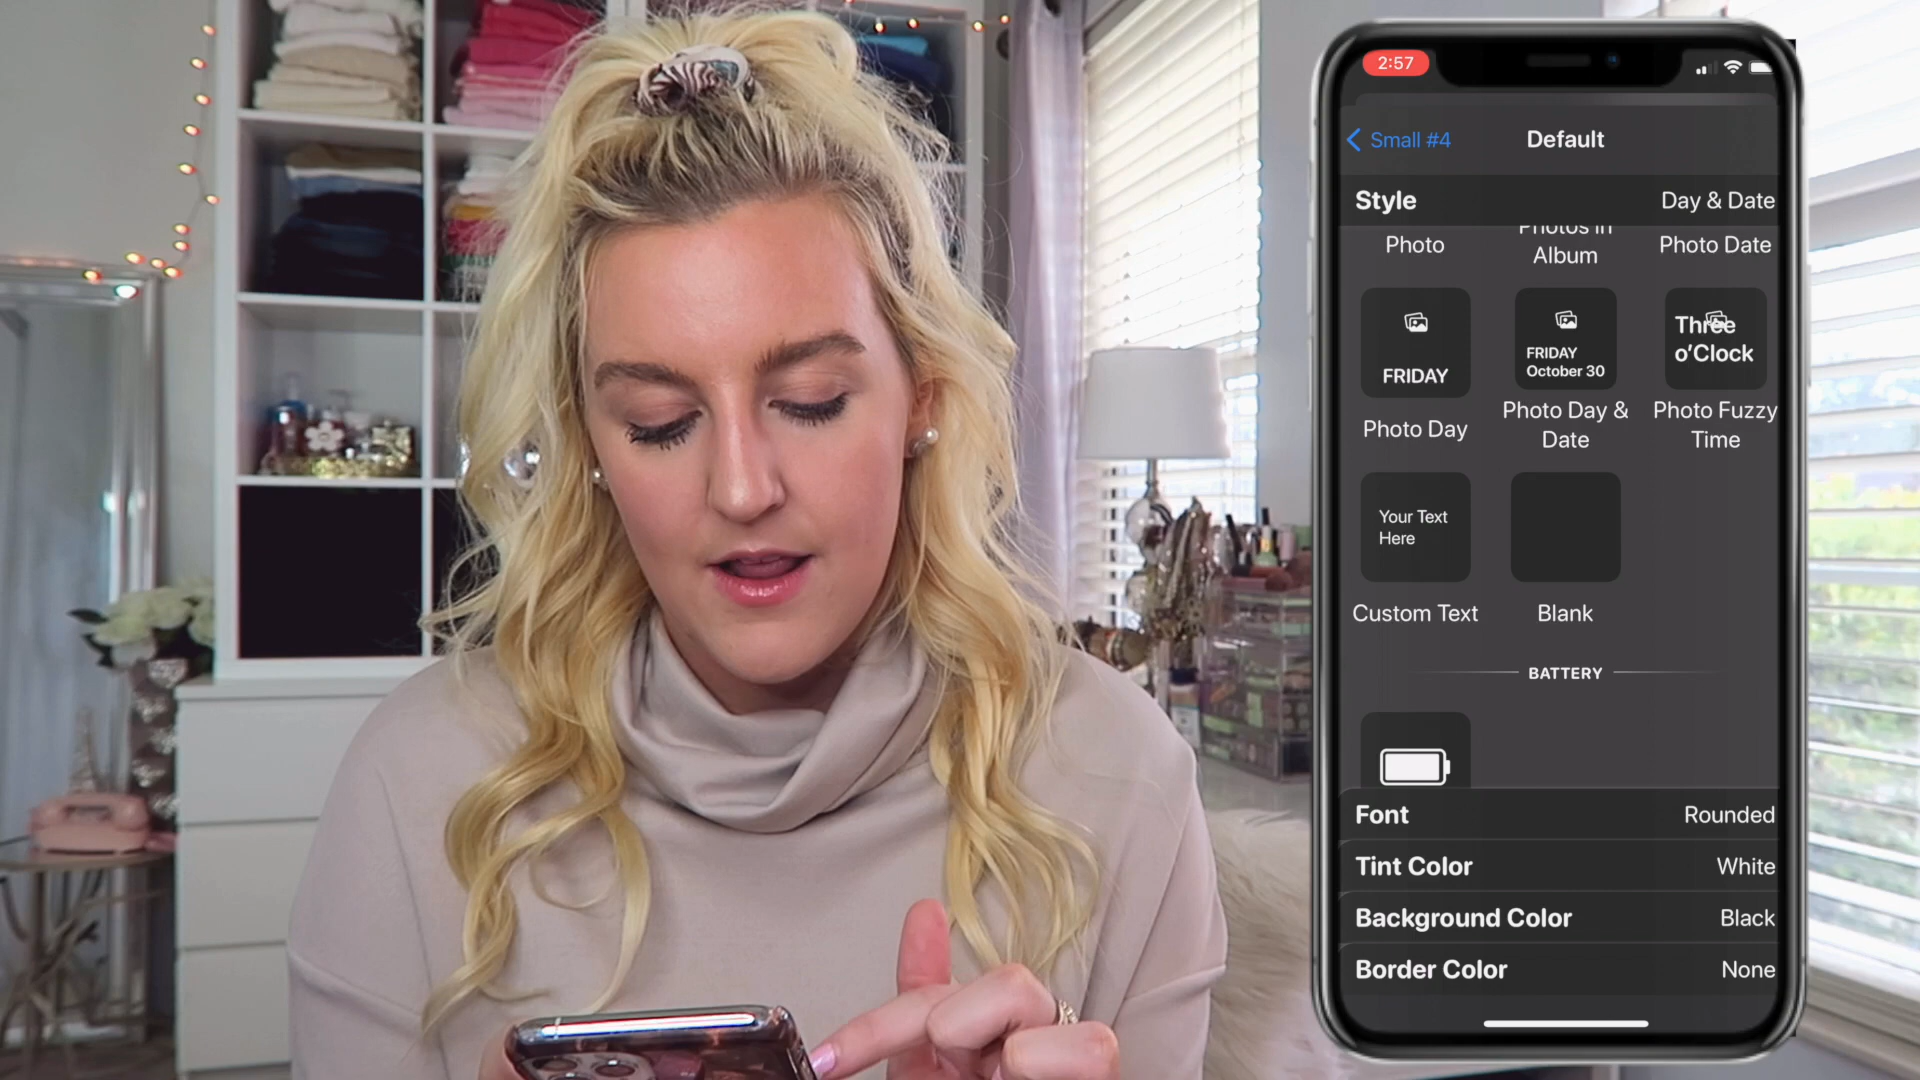 2:57
Small #4
Default
Style
Day & Date
Photo
Photos in
Album
Photo Date
FRIDAY
Photo Day
FRIDAY
October 30
Photo Day &
Date
Three
o'Clock
Photo Fuzzy
Time
Your Text
Here
Custom Text
Blank
BATTERY
Font
Rounded
Tint Color
White
Background Color
Black
Border Color
None